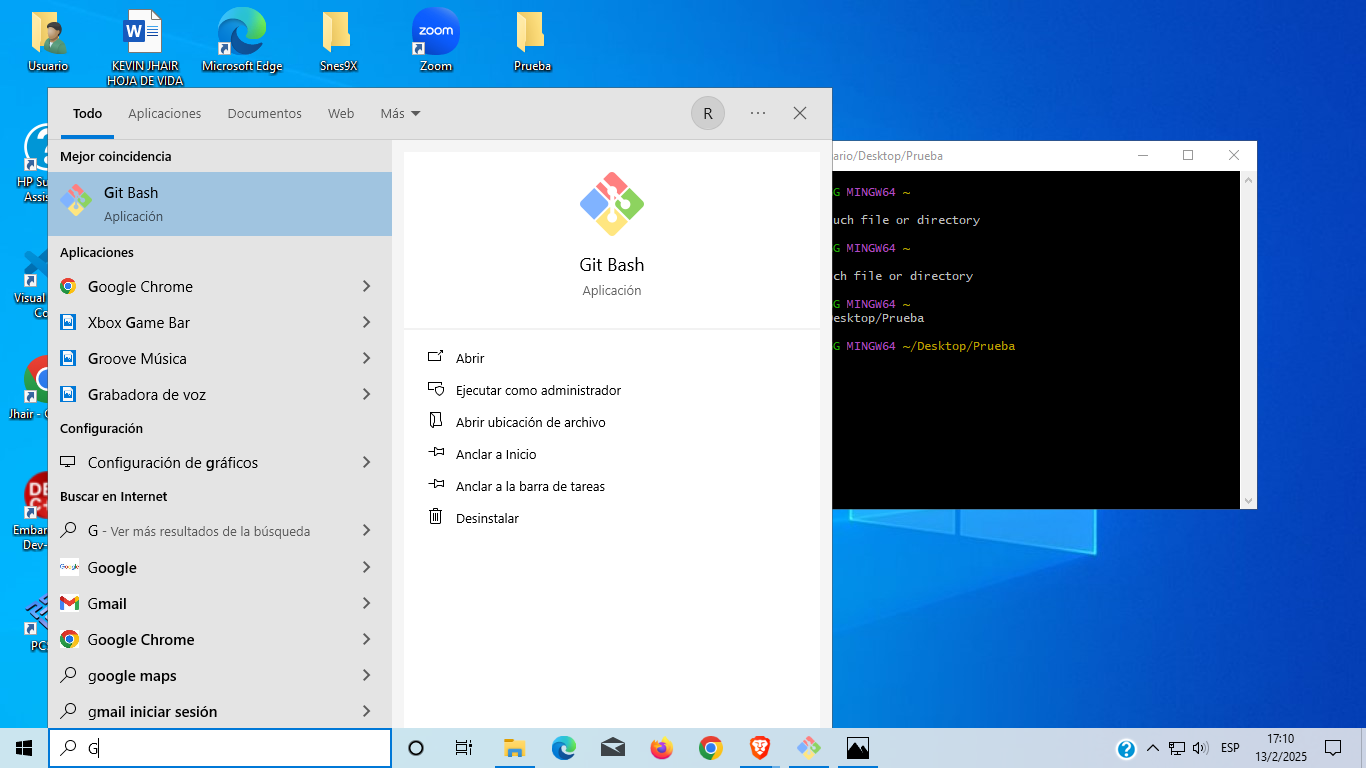 Usuario
KEVIN JHAIR
HOJA DE VIDA
Microsoft Edge
Snes9X
Zoom
zoom
Prueba
Todo
Aplicaciones
Documentos
Web
Más
R
Mejor coincidencia
Git Bash
Aplicación
Aplicaciones
Google Chrome
Xbox Game Bar
Groove Música
Grabadora de voz
Configuración
Configuración de gráficos
Buscar en Internet
G - Ver más resultados de la búsqueda
Google
Gmail
Google Chrome
google maps
gmail iniciar sesión
G
Git Bash
Aplicación
Abrir
Ejecutar como administrador
Abrir ubicación de archivo
Anclar a Inicio
Anclar a la barra de tareas
Desinstalar
ario/Desktop/Prueba
G MINGW64 ~
uch file or directory
G MINGW64 ~
ch file or directory
G MINGW64 ~
esktop/Prueba
G MINGW64 ~/Desktop/Prueba
HP Su
Assis
Visual
Co
Jhair - G
Embar
Dev-
PCS
ESP
17:10
13/2/2025